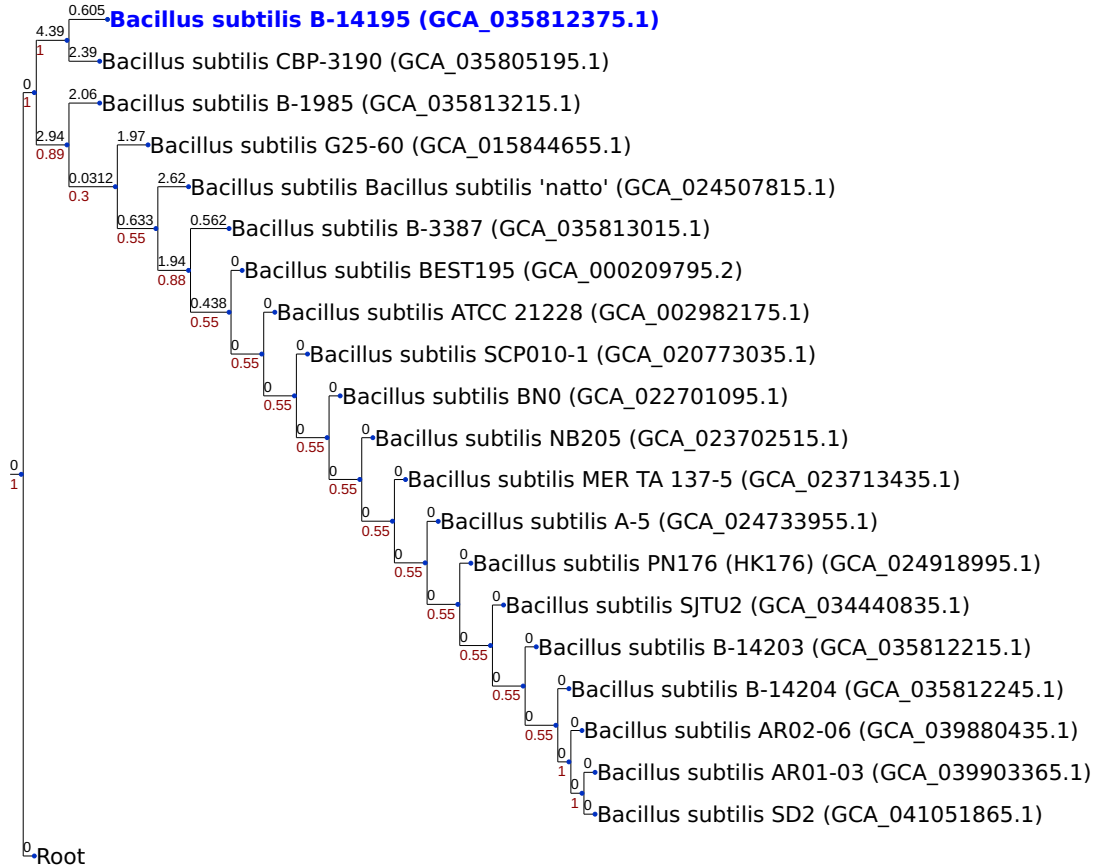 0.605
Bacillus subtilis B-14195 (GCA_035812375.1)
4.39
1
2.39
Bacillus subtilis CBP-3190 (GCA_035805195.1)
0
1
2.06
Bacillus subtilis B-1985 (GCA_035813215.1)
2.94
0.89
1.97
Bacillus subtilis G25-60 (GCA_015844655.1)
0.0312
0.3
2.62
Bacillus subtilis Bacillus subtilis 'natto' (GCA_024507815.1)
0.633
0.55
0.562
Bacillus subtilis B-3387 (GCA_035813015.1)
1.94
0.88
0
Bacillus subtilis BEST195 (GCA_000209795.2)
0.438
0.55
0
Bacillus subtilis ATCC 21228 (GCA_002982175.1)
0
0.55
0
Bacillus subtilis SCP010-1 (GCA_020773035.1)
0
0.55
0
Bacillus subtilis BN0 (GCA_022701095.1)
0
0.55
0
Bacillus subtilis NB205 (GCA_023702515.1)
0
1
0
0.55
0
Bacillus subtilis MER TA 137-5 (GCA_023713435.1)
0
0.55
0
Bacillus subtilis A-5 (GCA_024733955.1)
0
0.55
0
Bacillus subtilis PN176 (HK176) (GCA_024918995.1)
0
0.55
0
Bacillus subtilis SJTU2 (GCA_034440835.1)
0
0.55
0
Bacillus subtilis B-14203 (GCA_035812215.1)
0
0.55
0
Bacillus subtilis B-14204 (GCA_035812245.1)
0
0.55
0
Bacillus subtilis AR02-06 (GCA_039880435.1)
0
1
0
Bacillus subtilis AR01-03 (GCA_039903365.1)
0
1
0
Bacillus subtilis SD2 (GCA_041051865.1)
0
Root